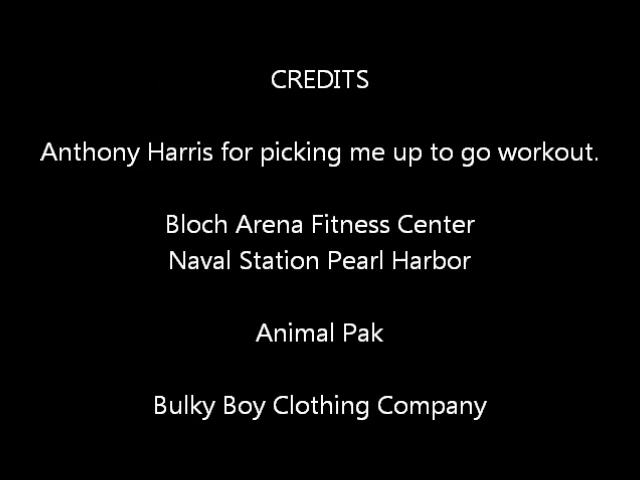 CREDITS
Anthony Harris for picking me up to go workout.
Bloch Arena Fitness Center
Naval Station Pearl Harbor
Animal Pak
Bulky Boy Clothing Company